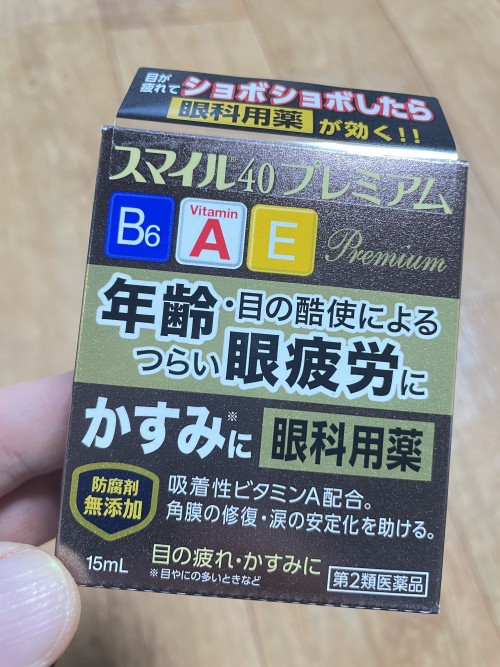 目が
疲れて
ショボショボしたら
眼科用薬 が効く!!
スマイル40 プレミアム
B6 Vitamin A E Premium
年齢・目の酷使による
つらい 眼疲労に
かすみ※に 眼科用薬
防腐剤
無添加
吸着性ビタミンA配合。
角膜の修復・涙の安定化を助ける。
15mL
目の疲れ・かすみに
※目やにの多いときなど
第2類医薬品